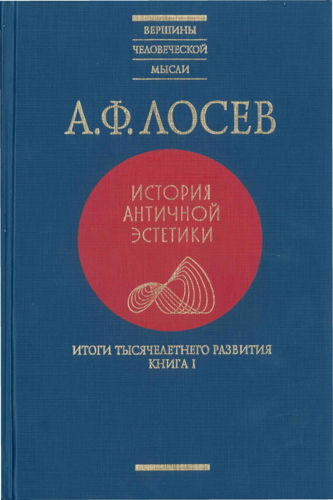 ВЕРШИНЫ
ЧЕЛОВЕЧЕСКОЙ
МЫСЛИ
А.Ф.ЛОСЕВ
ИСТОРИЯ
АНТИЧНОЙ
ЭСТЕТИКИ
ИТОГИ ТЫСЯЧЕЛЕТНЕГО РАЗВИТИЯ
КНИГА I